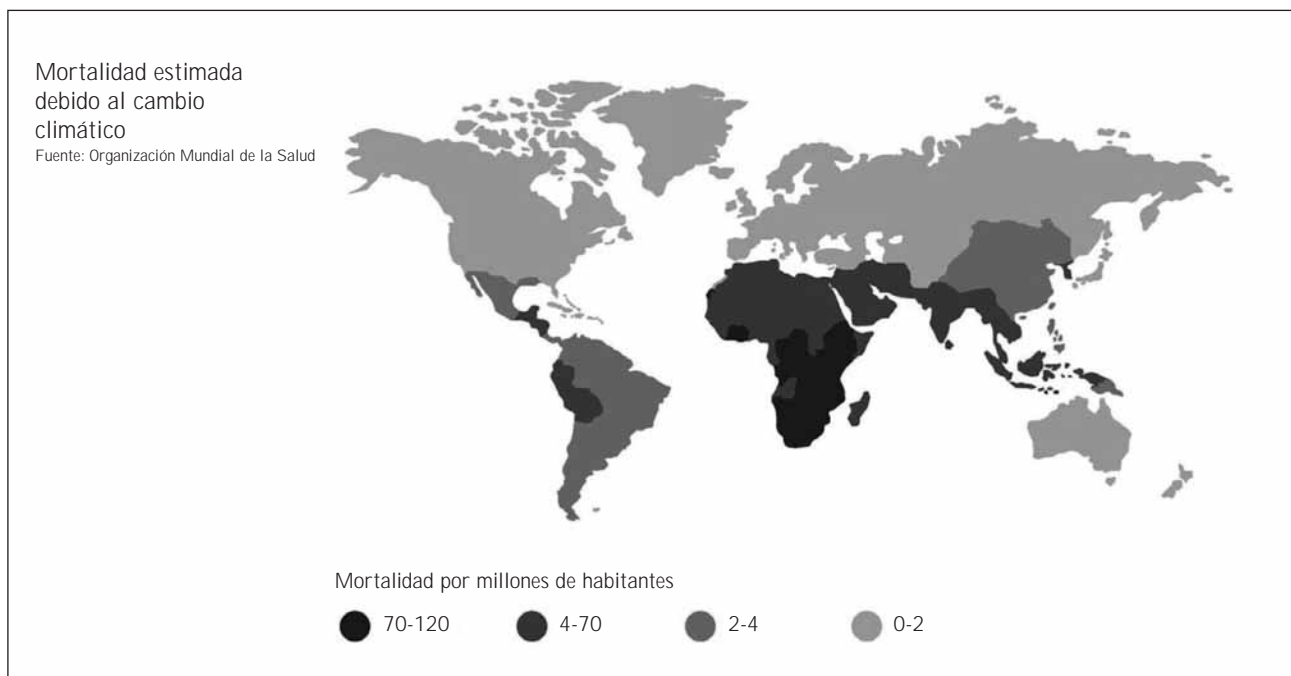 Mortalidad estimada
debido al cambio
climático
Fuente: Organización Mundial de la Salud
Mortalidad por millones de habitantes
70-120 4-70 2-4 0-2